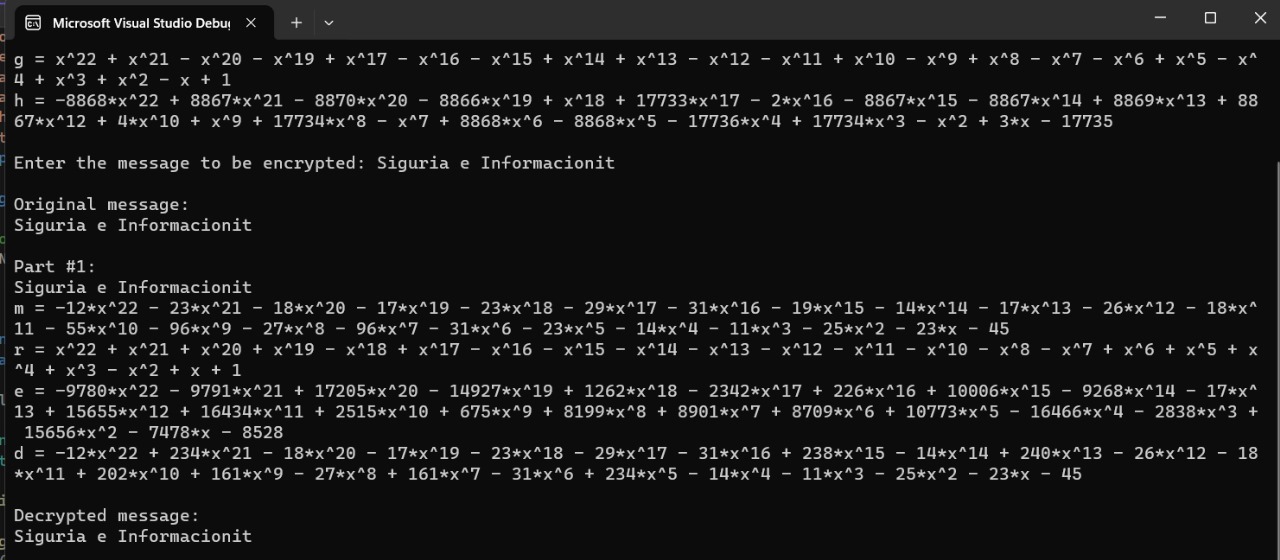 Microsoft Visual Studio Debu
g = x^22 + x^21 - x^20 - x^19 + x^17 - x^16 - x^15 + x^14 + x^13 - x^12 - x^11 + x^10 - x^9 + x^8 - x^7 - x^6 + x^5 - x^
4 + x^3 + x^2 - x + 1
h = -8868*x^22 + 8867*x^21 - 8870*x^20 - 8866*x^19 + x^18 + 17733*x^17 - 2*x^16 - 8867*x^15 - 8867*x^14 + 8869*x^13 + 88
67*x^12 + 4*x^10 + x^9 + 17734*x^8 - x^7 + 8868*x^6 - 8868*x^5 - 17736*x^4 + 17734*x^3 - x^2 + 3*x - 17735
Enter the message to be encrypted: Siguria e Informacionit
Original message:
Siguria e Informacionit
Part #1:
Siguria e Informacionit
m = -12*x^22 - 23*x^21 - 18*x^20 - 17*x^19 - 23*x^18 - 29*x^17 - 31*x^16 - 19*x^15 - 14*x^14 - 17*x^13 - 26*x^12 - 18*x^
11 - 55*x^10 - 96*x^9 - 27*x^8 - 96*x^7 - 31*x^6 - 23*x^5 - 14*x^4 - 11*x^3 - 25*x^2 - 23*x - 45
r = x^22 + x^21 + x^20 + x^19 - x^18 + x^17 - x^16 - x^15 - x^14 - x^13 - x^12 - x^11 - x^10 - x^8 - x^7 + x^6 + x^5 + x
^4 + x^3 - x^2 + x + 1
e = -9780*x^22 - 9791*x^21 + 17205*x^20 - 14927*x^19 + 1262*x^18 - 2342*x^17 + 226*x^16 + 10006*x^15 - 9268*x^14 - 17*x^
13 + 15655*x^12 + 16434*x^11 + 2515*x^10 + 675*x^9 + 8199*x^8 + 8901*x^7 + 8709*x^6 + 10773*x^5 - 16466*x^4 - 2838*x^3 +
15656*x^2 - 7478*x - 8528
d = -12*x^22 + 234*x^21 - 18*x^20 - 17*x^19 - 23*x^18 - 29*x^17 - 31*x^16 + 238*x^15 - 14*x^14 + 240*x^13 - 26*x^12 - 18
*x^11 + 202*x^10 + 161*x^9 - 27*x^8 + 161*x^7 - 31*x^6 + 234*x^5 - 14*x^4 - 11*x^3 - 25*x^2 - 23*x - 45
Decrypted message:
Siguria e Informacionit